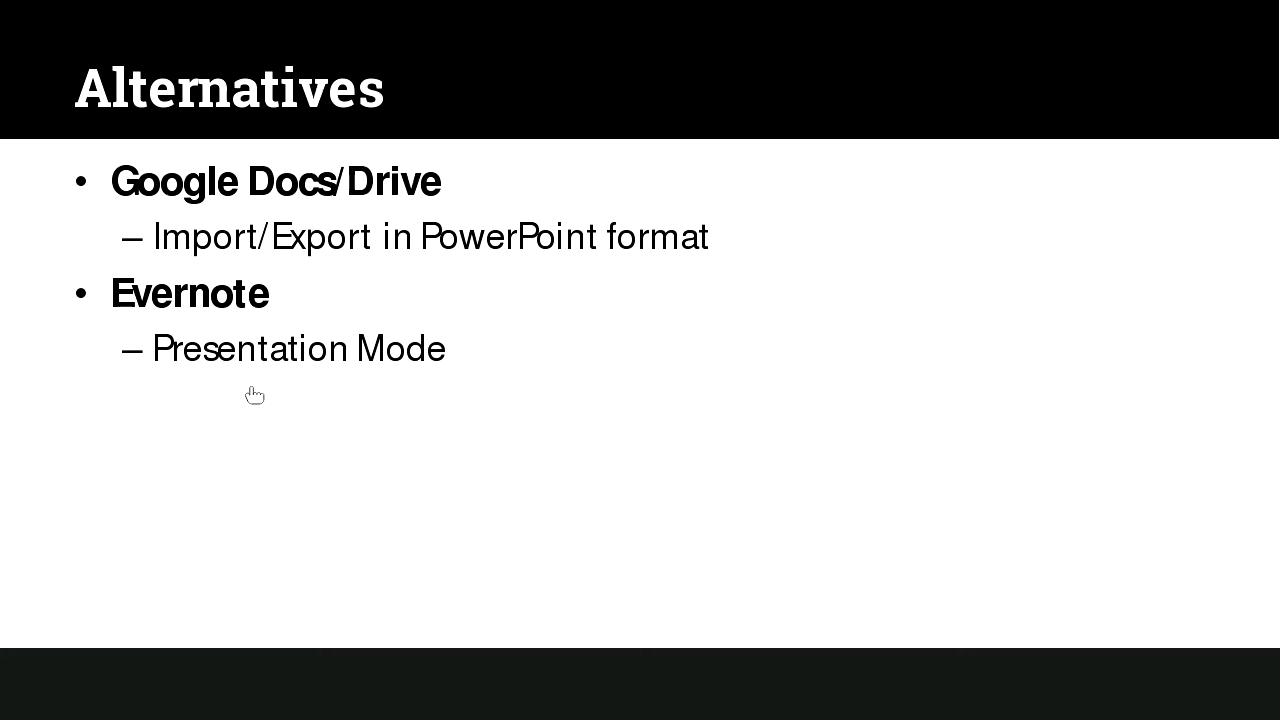 Alternatives
• Google Docs/Drive
– Import/Export in PowerPoint format
• Evernote
– Presentation Mode